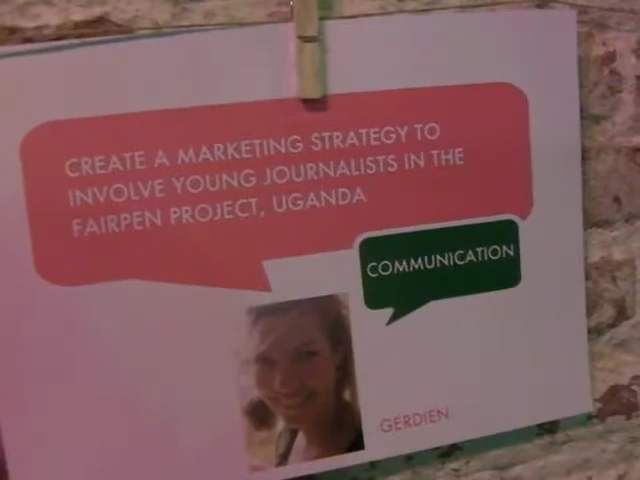 CREATE A MARKETING STRATEGY TO
INVOLVE YOUNG JOURNALISTS IN THE
FAIRPEN PROJECT, UGANDA
COMMUNICATION
GERDIEN